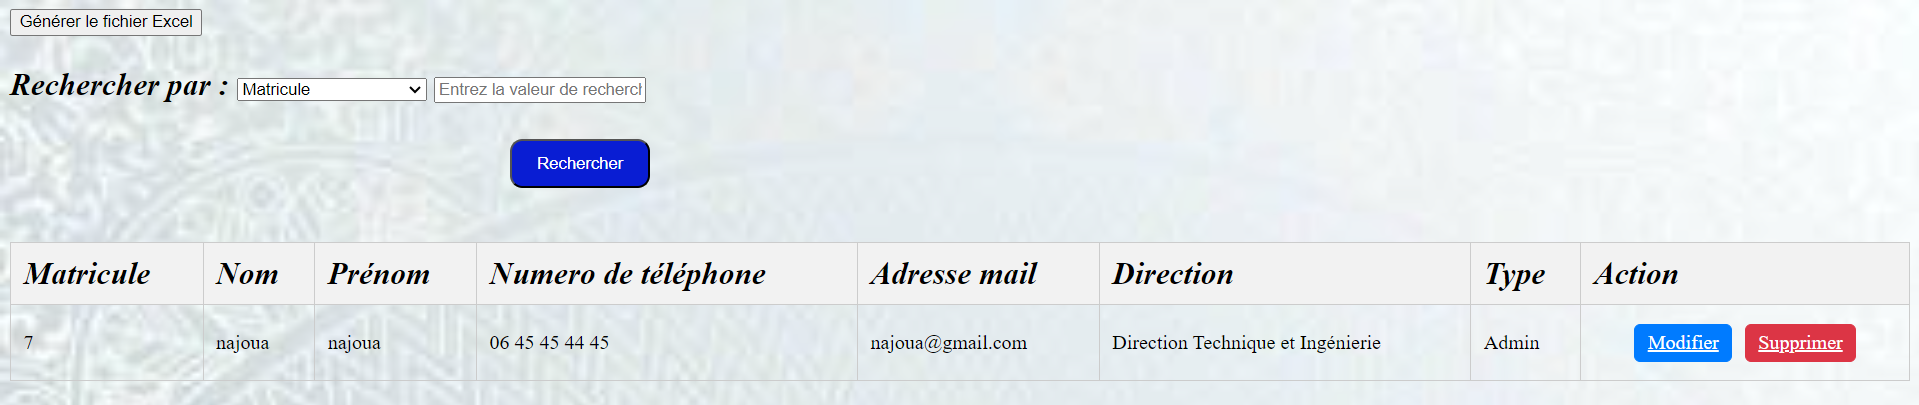 Générer le fichier Excel
Rechercher par : Matricule Entrez la valeur de recherch
Rechercher
Matricule Nom Prénom Numero de téléphone Adresse mail Direction Type Action
7 najoua najoua 06 45 45 44 45 najoua@gmail.com Direction Technique et Ingénierie Admin Modifier Supprimer